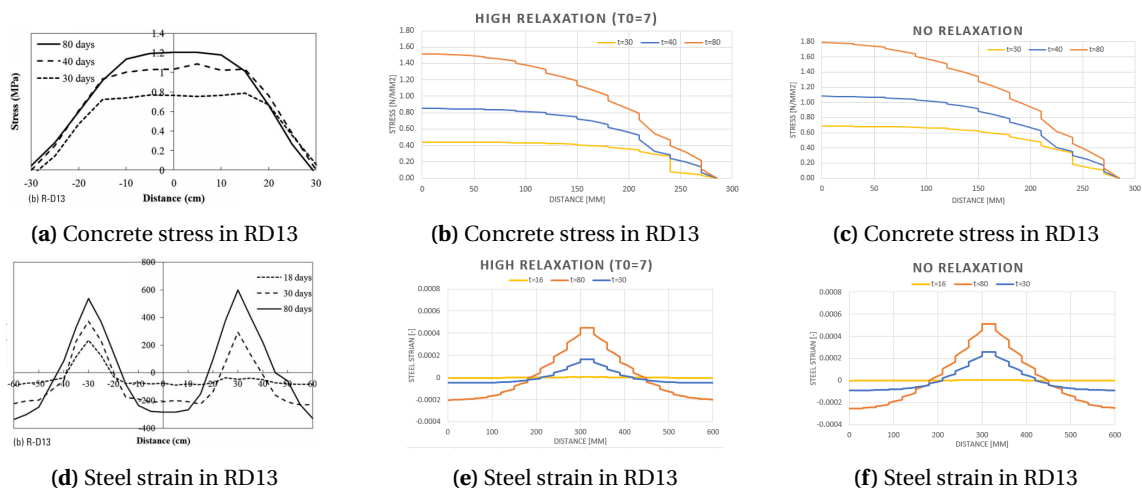 80 days
40 days
30 days
1.4
1.2
1
0.8
0.6
0.4
0.2
0
Stress (MPa)
-30 -20 -10 0 10 20 30
(b) R-D13
Distance (cm)
(a) Concrete stress in RD13
HIGH RELAXATION (T0=7)
t=30 t=40 t=80
1.80
1.60
1.40
1.20
1.00
0.80
0.60
0.40
0.20
0.00
STRESS [N/MM2]
0 50 100 150 200 250 300
DISTANCE [MM]
(b) Concrete stress in RD13
NO RELAXATION
t=30 t=40 t=80
1.80
1.60
1.40
1.20
1.00
0.80
0.60
0.40
0.20
0.00
STRESS [N/MM2]
0 50 100 150 200 250 300
DISTANCE [MM]
(c) Concrete stress in RD13
800
600
400
200
0
-200
-400
18 days
30 days
80 days
-60 -50 -40 -30 -20 -10 0 10 20 30 40 50 60
(b) R-D13
Distance (cm)
(d) Steel strain in RD13
HIGH RELAXATION (T0=7)
t=16 t=80 t=30
0.0008
0.0006
0.0004
0.0002
0
-0.0002
-0.0004
STEEL STRIAN [-]
0 100 200 300 400 500 600
DISTANCE [MM]
(e) Steel strain in RD13
NO RELAXATION
t=16 t=80 t=30
0.0008
0.0006
0.0004
0.0002
0
-0.0002
-0.0004
STEEL STRAIN [-]
0 100 200 300 400 500 600
DISTANCE [MM]
(f) Steel strain in RD13